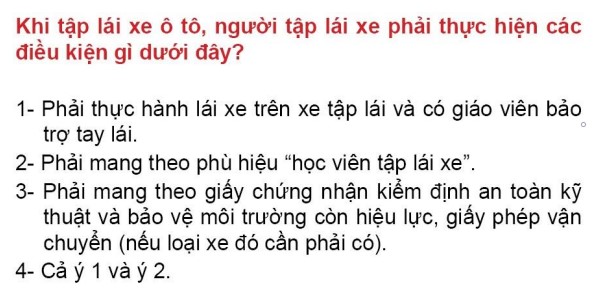 Khi tập lái xe ô tô, người tập lái xe phải thực hiện các
điều kiện gì dưới đây?
1- Phải thực hành lái xe trên xe tập lái và có giáo viên bảo
trợ tay lái.
2- Phải mang theo phù hiệu “học viên tập lái xe”.
3- Phải mang theo giấy chứng nhận kiểm định an toàn kỹ
thuật và bảo vệ môi trường còn hiệu lực, giấy phép vận
chuyển (nếu loại xe đó cần phải có).
4- Cả ý 1 và ý 2.